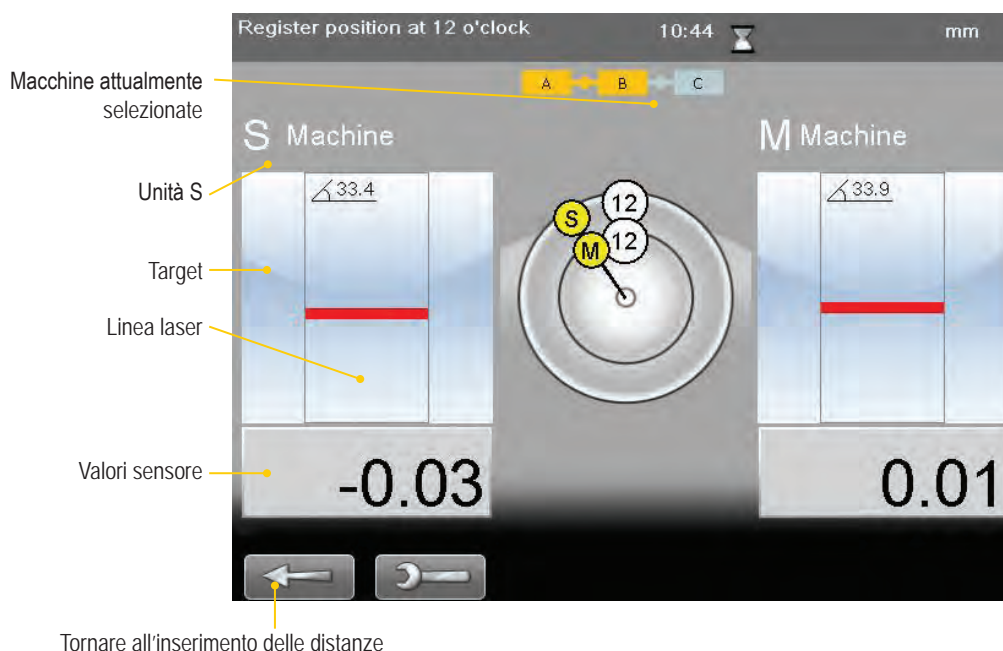 Register position at 12 o'clock 10:44 mm
Macchine attualmente
selezionate
A B C
S Machine
M Machine
Unità S
33.4
33.9
12
S
12
M
Target
Linea laser
Valori sensore
-0.03
0.01
Tornare all'inserimento delle distanze